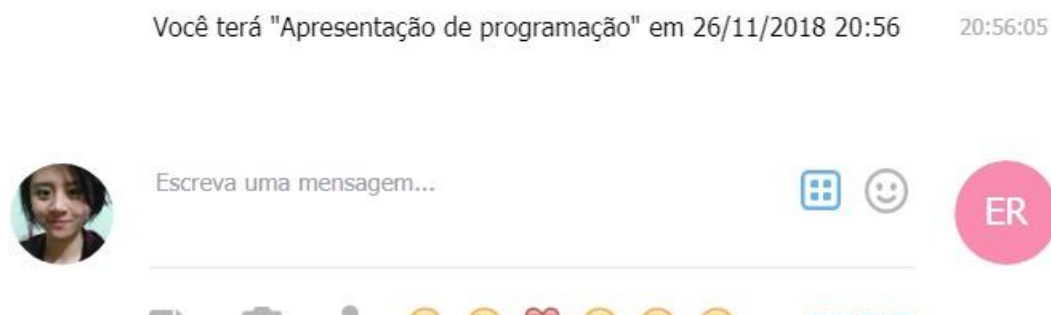 Você terá "Apresentação de programação" em 26/11/2018 20:56 20:56:05
Escreva uma mensagem...
ER